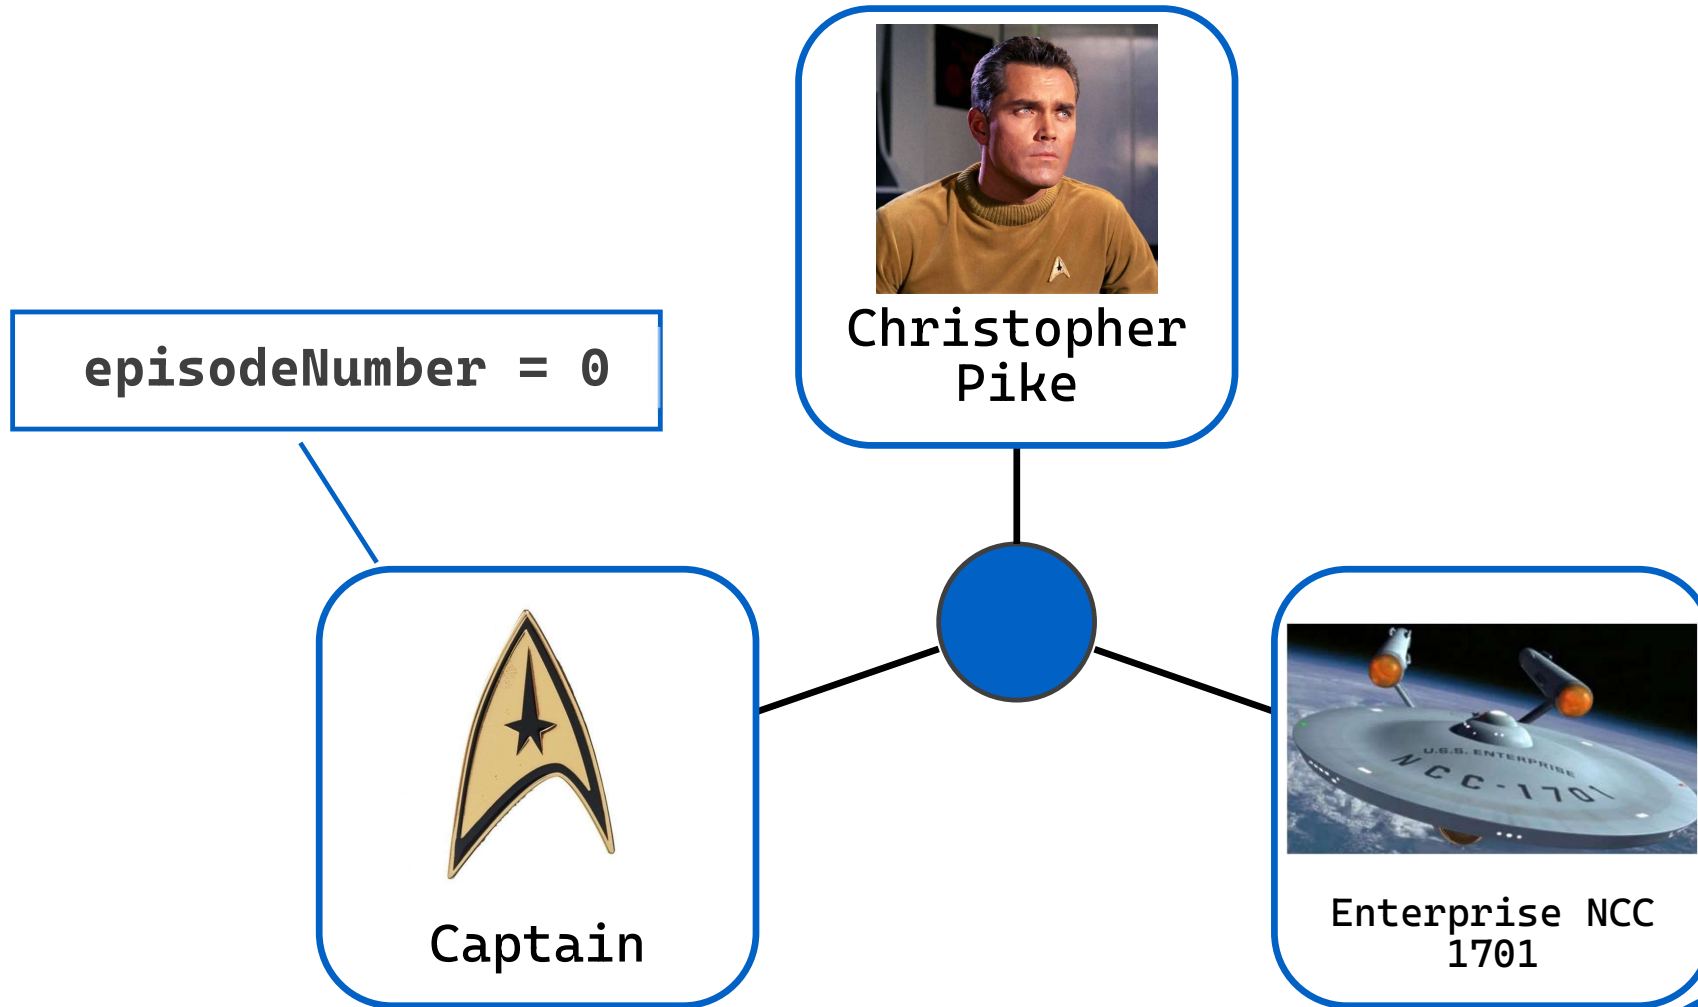 Christopher
Pike
episodeNumber = 0
Captain
U.S.S. ENTERPRISE
NCC-1701
Enterprise NCC
1701